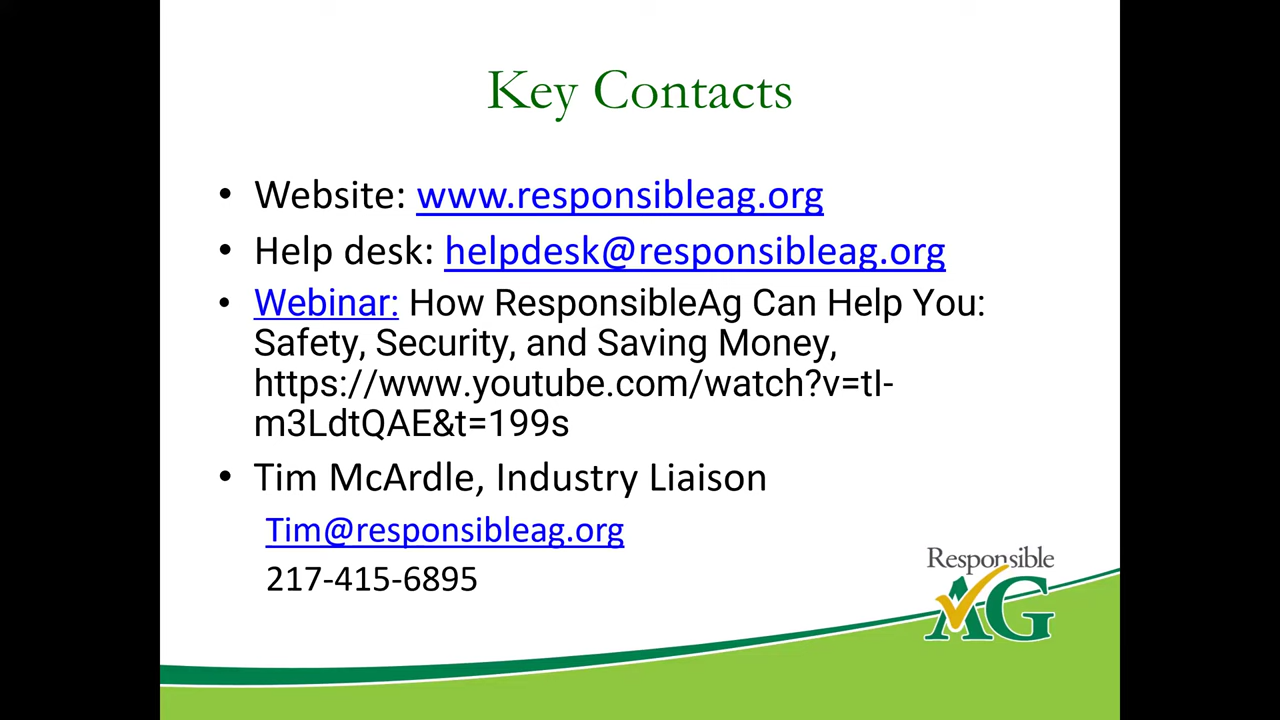 Key Contacts
• Website: www.responsibleag.org
• Help desk: helpdesk@responsibleag.org
• Webinar: How ResponsibleAg Can Help You:
Safety, Security, and Saving Money,
https://www.youtube.com/watch?v=tI-
m3LdtQAE&t=199s
• Tim McArdle, Industry Liaison
Tim@responsibleag.org
217-415-6895
Responsible
AG